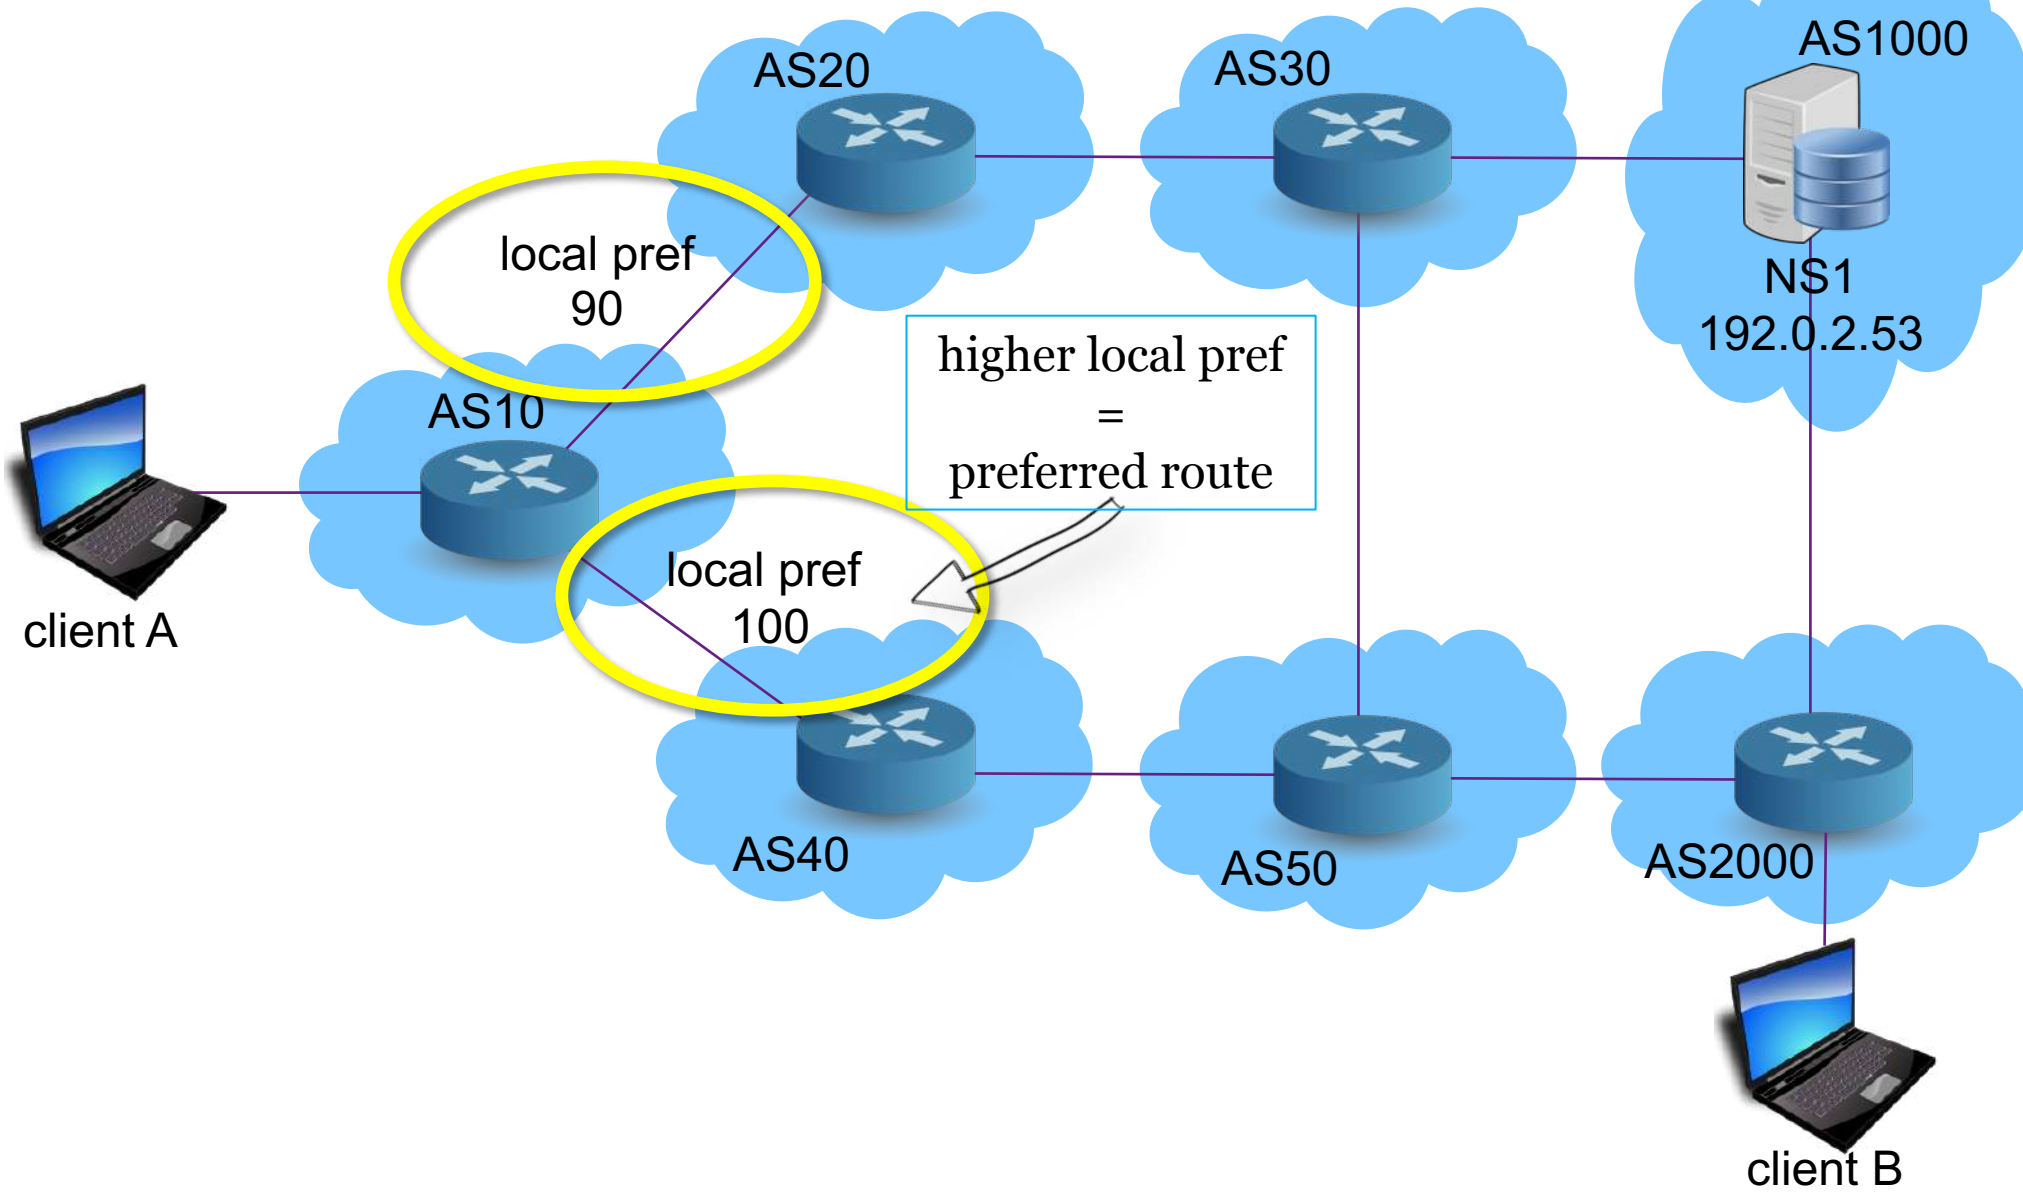 AS1000
AS20
AS30
local pref
90
NS1
192.0.2.53
higher local pref
=
preferred route
AS10
local pref
100
client A
AS40
AS50
AS2000
client B